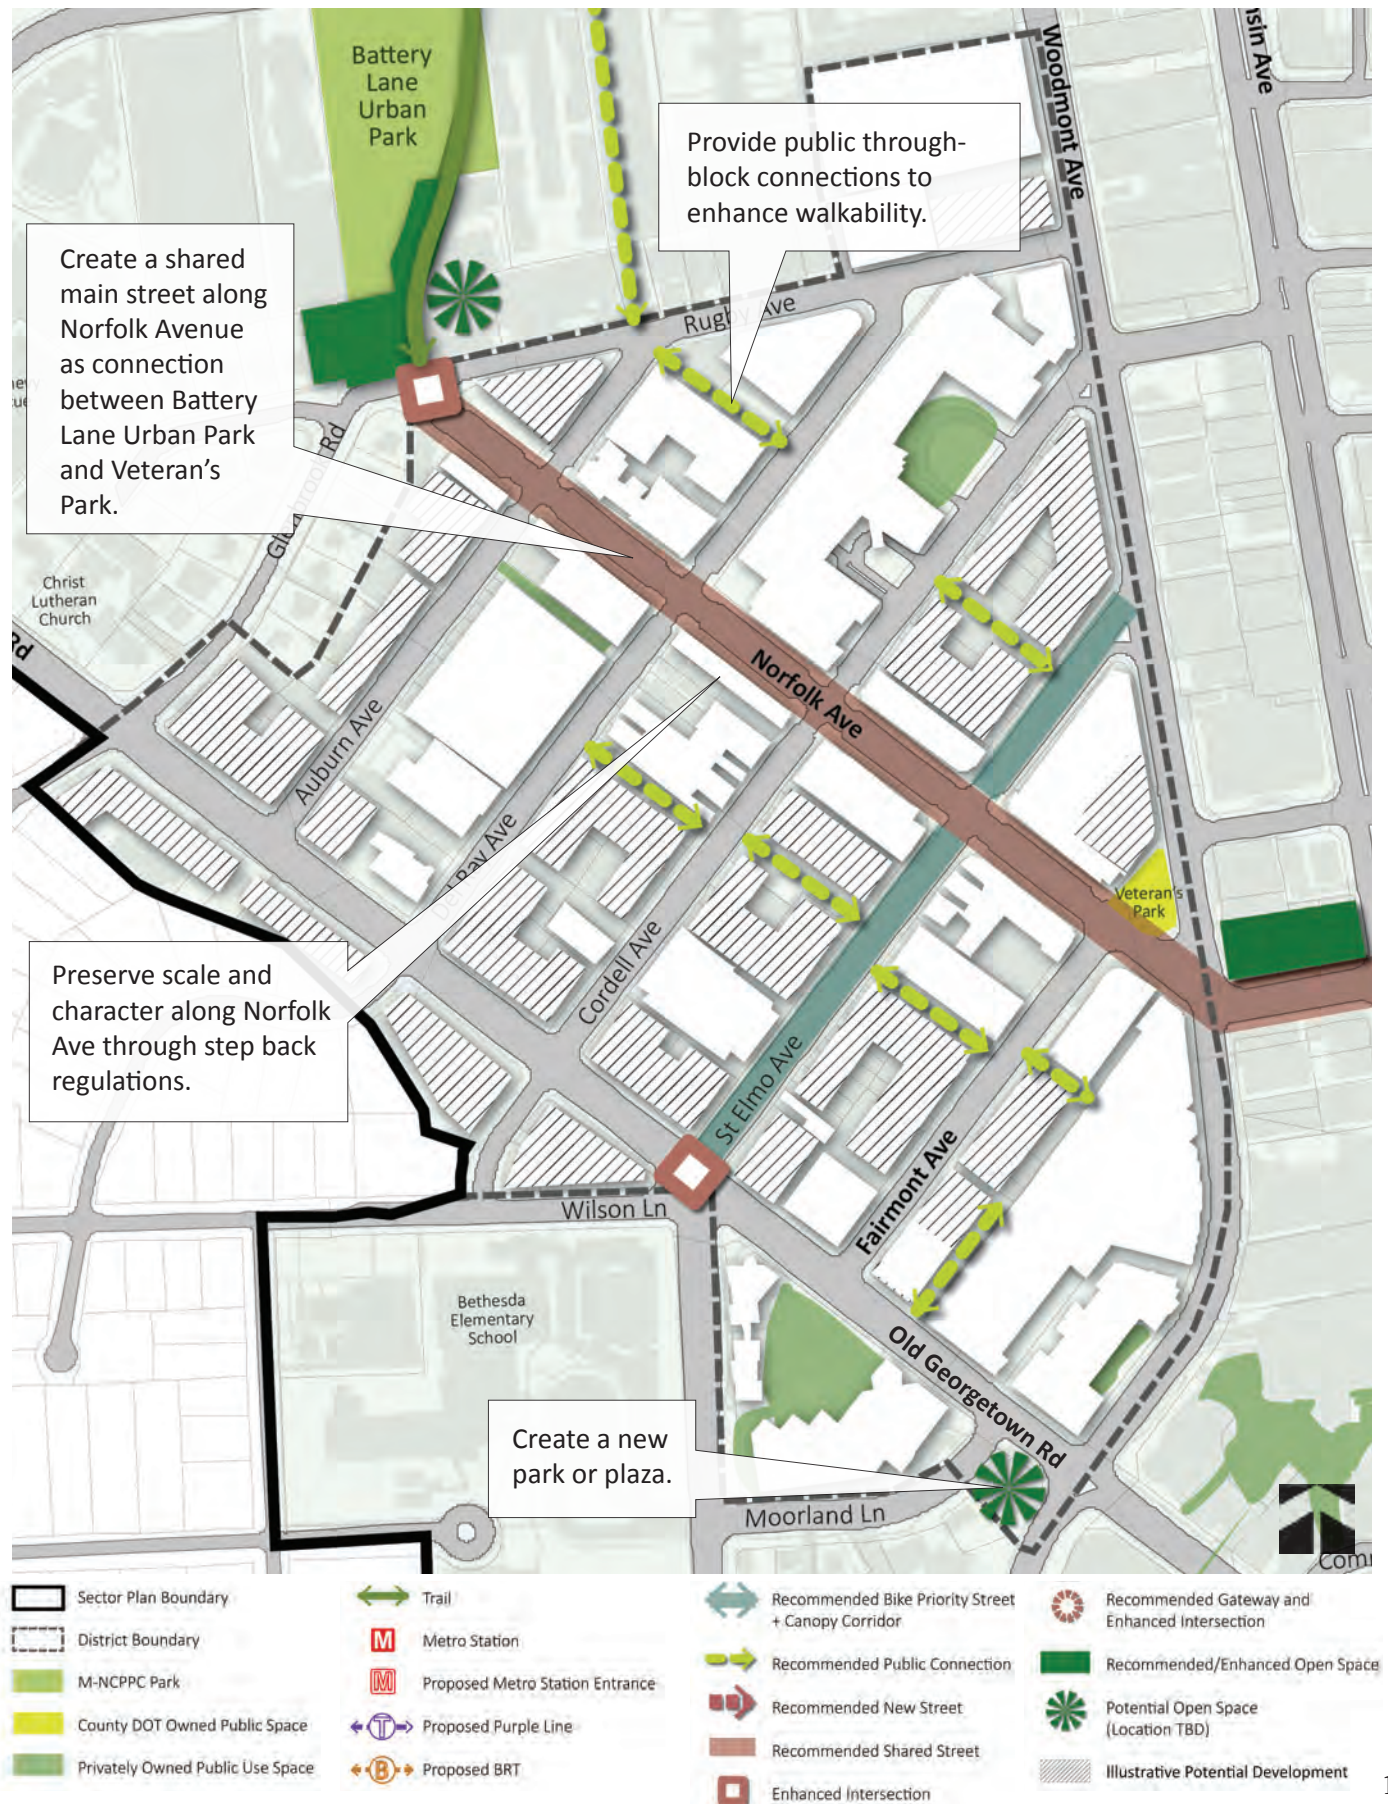 Battery
Lane
Urban
Park
Woodmont Ave
sin Ave
Provide public through-
block connections to
enhance walkability.
Create a shared
main street along
Norfolk Avenue
as connection
between Battery
Lane Urban Park
and Veteran's
Park.
Rugby Ave
Rd
Christ
Lutheran
Church
Rd
Norfolk Ave
Auburn Ave
Bay Ave
Veteran's
Park
Cordell Ave
Preserve scale and
character along Norfolk
Ave through step back
regulations.
St Elmo Ave
Fairmont Ave
Wilson Ln
Bethesda
Elementary
School
Old Georgetown Rd
Create a new
park or plaza.
Moorland Ln
Sector Plan Boundary
District Boundary
M-NCPPC Park
County DOT Owned Public Space
Privately Owned Public Use Space
Trail
M Metro Station
M Proposed Metro Station Entrance
T Proposed Purple Line
B Proposed BRT
Recommended Bike Priority Street
+ Canopy Corridor
Recommended Public Connection
Recommended New Street
Recommended Shared Street
Enhanced Intersection
Recommended Gateway and
Enhanced Intersection
Recommended/Enhanced Open Space
Potential Open Space
(Location TBD)
Illustrative Potential Development